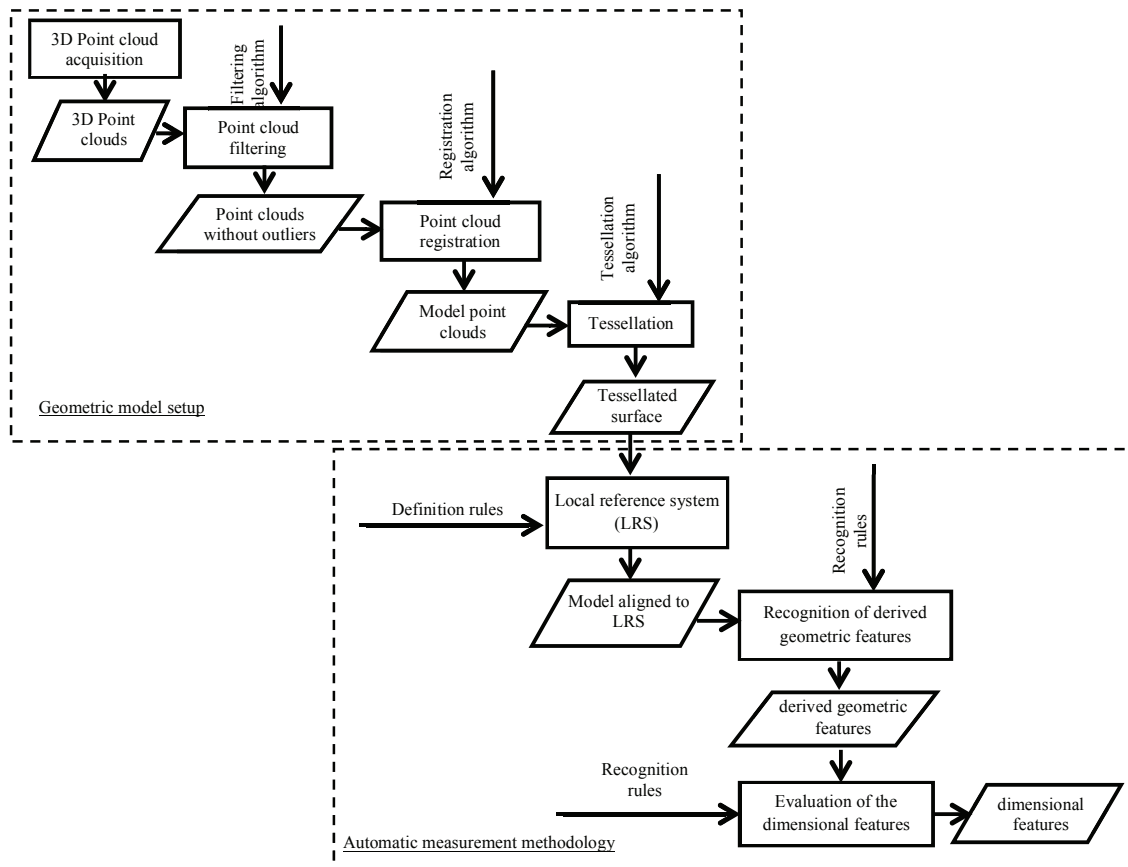 3D Point cloud
acquisition
Filtering
algorithm
3D Point
clouds
Point cloud
filtering
Registration
algorithm
Point clouds
without outliers
Point cloud
registration
Tessellation
algorithm
Model point
clouds
Tessellation
Tessellated
surface
Geometric model setup
Local reference system
(LRS)
Definition rules
Recognition
rules
Model aligned to
LRS
Recognition of derived
geometric features
derived geometric
features
Recognition
rules
Evaluation of the
dimensional features
dimensional
features
Automatic measurement methodology